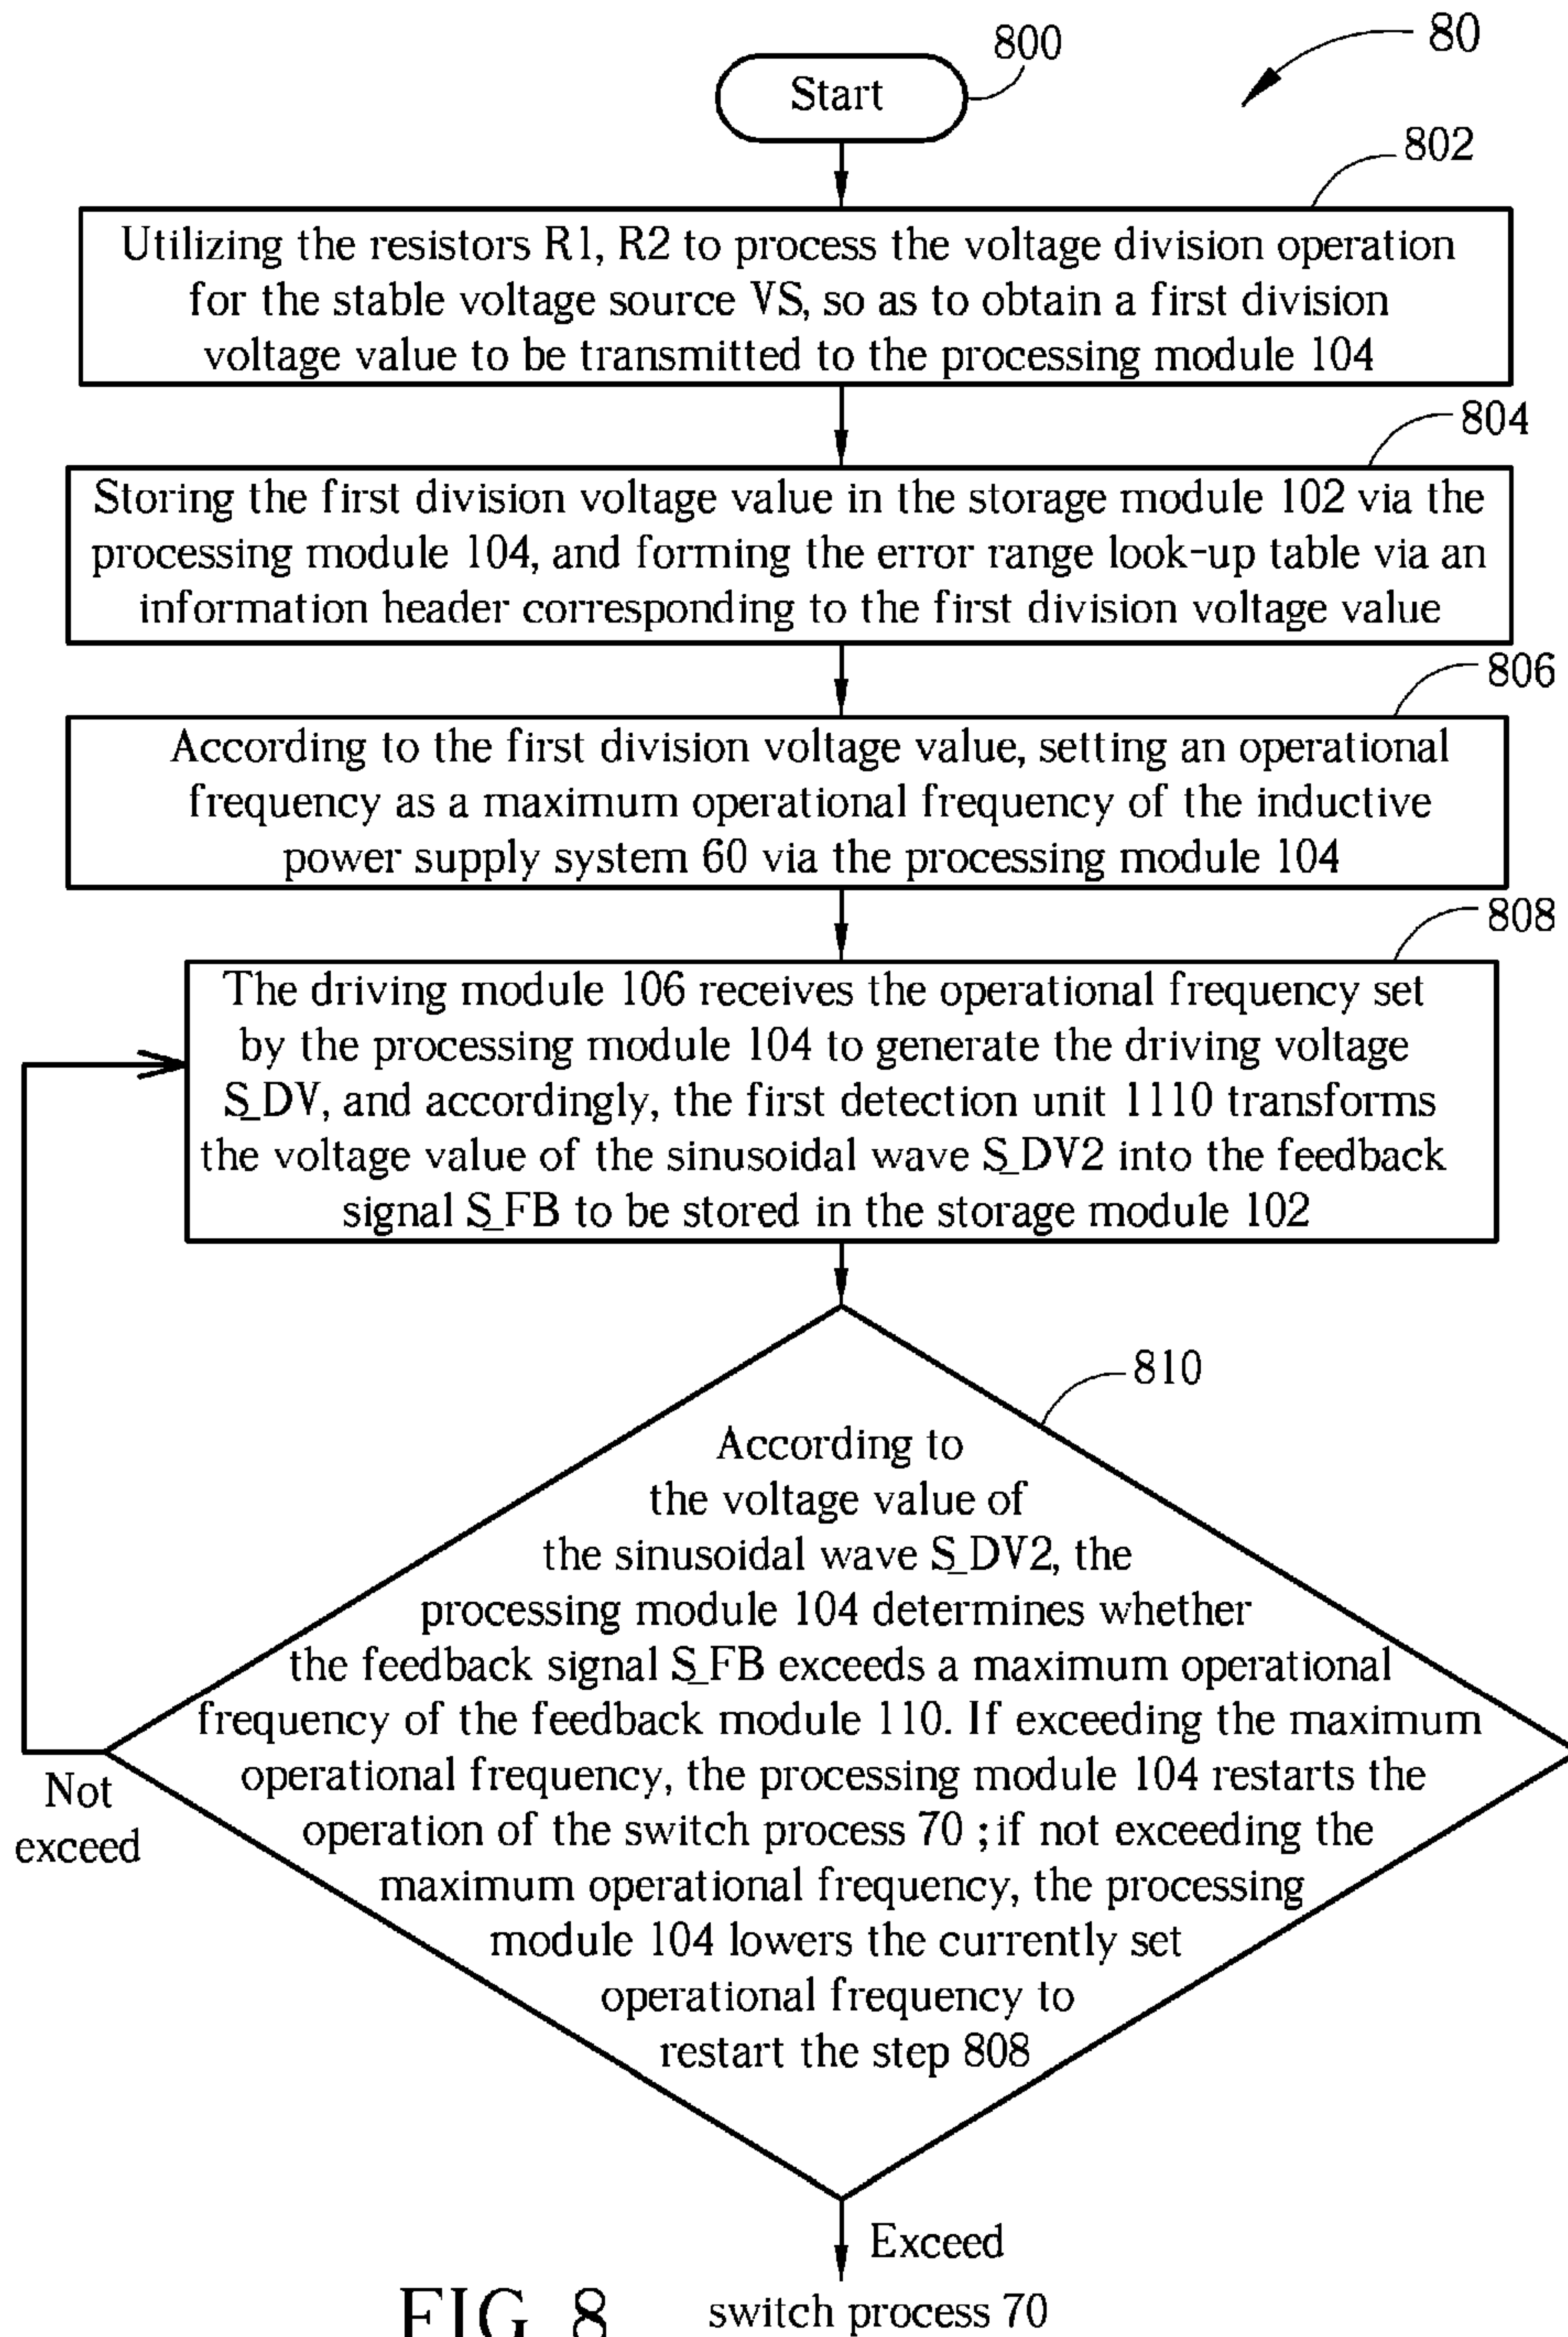 80
800
Start
802
Utilizing the resistors R1, R2 to process the voltage division operation
for the stable voltage source VS, so as to obtain a first division
voltage value to be transmitted to the processing module 104
804
Storing the first division voltage value in the storage module 102 via the
processing module 104, and forming the error range look-up table via an
information header corresponding to the first division voltage value
806
According to the first division voltage value, setting an operational
frequency as a maximum operational frequency of the inductive
power supply system 60 via the processing module 104
808
The driving module 106 receives the operational frequency set
by the processing module 104 to generate the driving voltage
S_DV, and accordingly, the first detection unit 1110 transforms
the voltage value of the sinusoidal wave S_DV2 into the feedback
signal S_FB to be stored in the storage module 102
810
According to
the voltage value of
the sinusoidal wave S_DV2, the
processing module 104 determines whether
the feedback signal S_FB exceeds a maximum operational
frequency of the feedback module 110. If exceeding the maximum
operational frequency, the processing module 104 restarts the
operation of the switch process 70 ; if not exceeding the
maximum operational frequency, the processing
module 104 lowers the currently set
operational frequency to
restart the step 808
Not
exceed
Exceed
switch process 70
FIG. 8